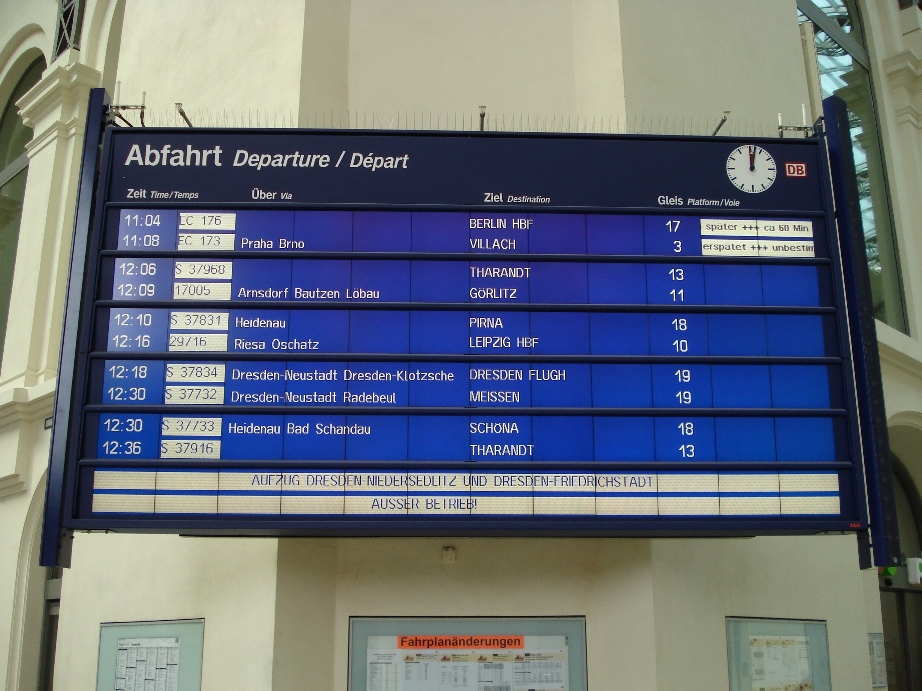 Abfahrt Departure / Départ
DB
Zeit Time/Temps Über Via Ziel Destination Gleis Platform/Voie
11:04 EC 176 BERLIN HBF 17 später +++ ca 60 Min
11:08 EC 173 Praha Brno VILLACH 3 erspätet +++ unbestim
12:06 S 37968 THARANDT 13
12:09 17005 Arnsdorf Bautzen Löbau GÖRLITZ 11
12:10 S 37831 Heidenau PIRNA 18
12:16 29/16 Riesa Oschatz LEIPZIG HBF 10
12:18 S 37834 Dresden-Neustadt Dresden-Klotzsche DRESDEN FLUGH 19
12:30 S 37732 Dresden-Neustadt Radebeul MEISSEN 19
12:30 S 37733 Heidenau Bad Schandau SCHÖNA 18
12:36 S 37916 THARANDT 13
AUFZUG DRESDEN NIEDERSEDLITZ UND DRESDEN-FRIEDRICHSTADT
AUSSER BETRIEB!
Fahrplanänderungen